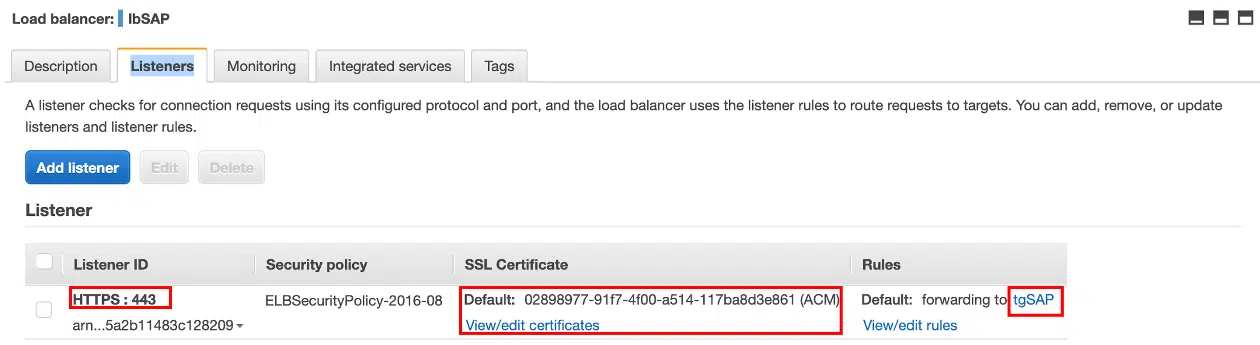 Load balancer: lbSAP
Description Listeners Monitoring Integrated services Tags
A listener checks for connection requests using its configured protocol and port, and the load balancer uses the listener rules to route requests to targets. You can add, remove, or update
listeners and listener rules.
Add listener Edit Delete
Listener
Listener ID Security policy SSL Certificate Rules
HTTPS : 443 ELBSecurityPolicy-2016-08 Default: 02898977-91f7-4f00-a514-117ba8d3e861 (ACM) Default: forwarding to tgSAP
arn...5a2b11483c128209 View/edit certificates View/edit rules